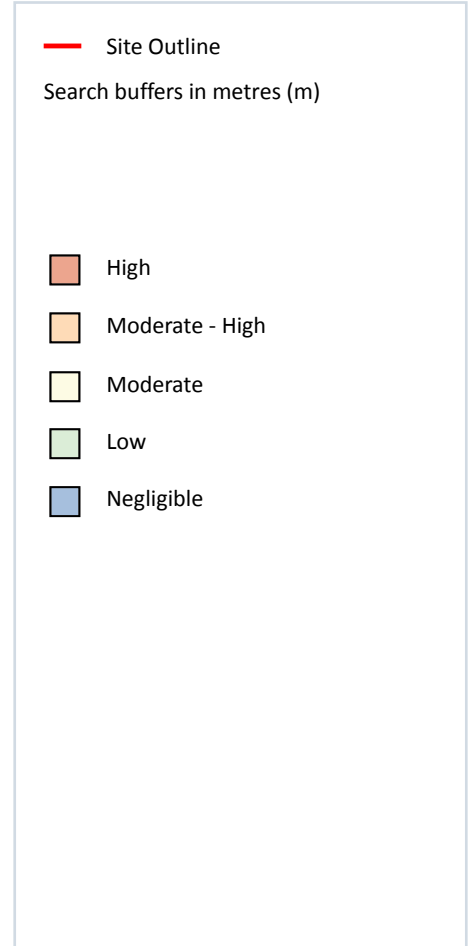 Site Outline
Search buffers in metres (m)
High
Moderate - High
Moderate
Low
Negligible